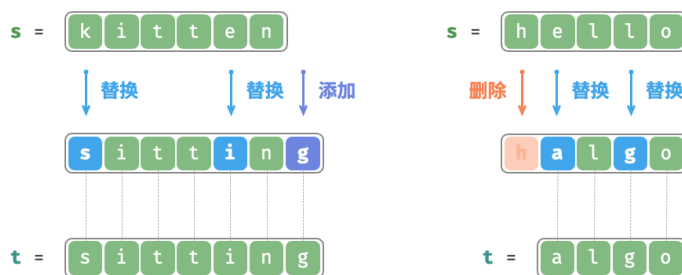 s = k i t t e n
替换 替换 添加
s i t t i n g
t = s i t t i n g
s = h e l l o
删除 替换 替换
h a l g o
t = a l g o